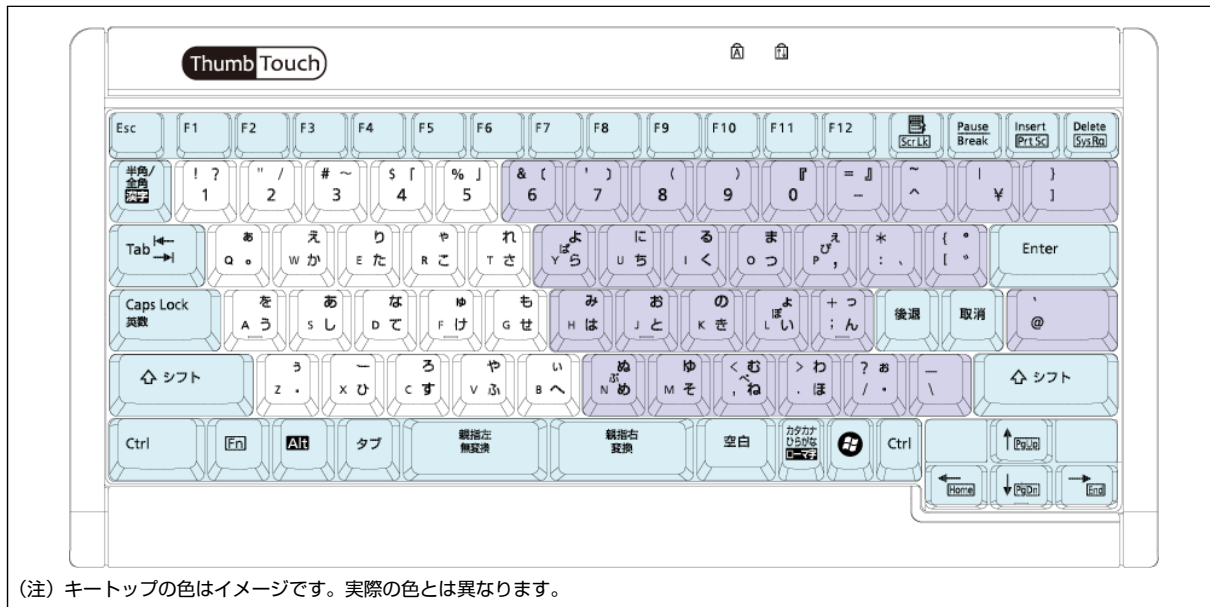 Thumb Touch
A
Esc F1 F2 F3 F4 F5 F6 F7 F8 F9 F10 F11 F12 ScrLk Pause Break Insert PrtSc Delete SysRq
半角/全角 漢字 ! ? 1 " / 2 # ~ 3 $ 「 4 % 」 5 & [ 6 ' ] 7 ( 8 ) 9 『 0 = 』 - ~ ^ | ¥ } ]
Tab ぁ Q 。 え W か り E た ゃ R こ れ T さ よ ぱ Y ら に U ち る I く ま O つ ぇ ぴ P , * : 、 { ゜ [ ゛ Enter
Caps Lock 英数 を A う あ S し な D て ゅ F け も G せ み H は お J と の K き ょ ぽ L い + っ ; ん 後退 取消 ` @
シフト ぅ Z . ー X ひ ろ C す や V ふ ぃ B へ ぬ ぷ N め ゆ M そ < む ぺ , ね > わ . ほ ? ぉ / ・ _ \ シフト
Ctrl Fn Alt タブ 親指左 無変換 親指右 変換 空白 カタカナ ひらがな ローマ字 Ctrl PgUp
Home PgDn End
(注)キートップの色はイメージです。実際の色とは異なります。